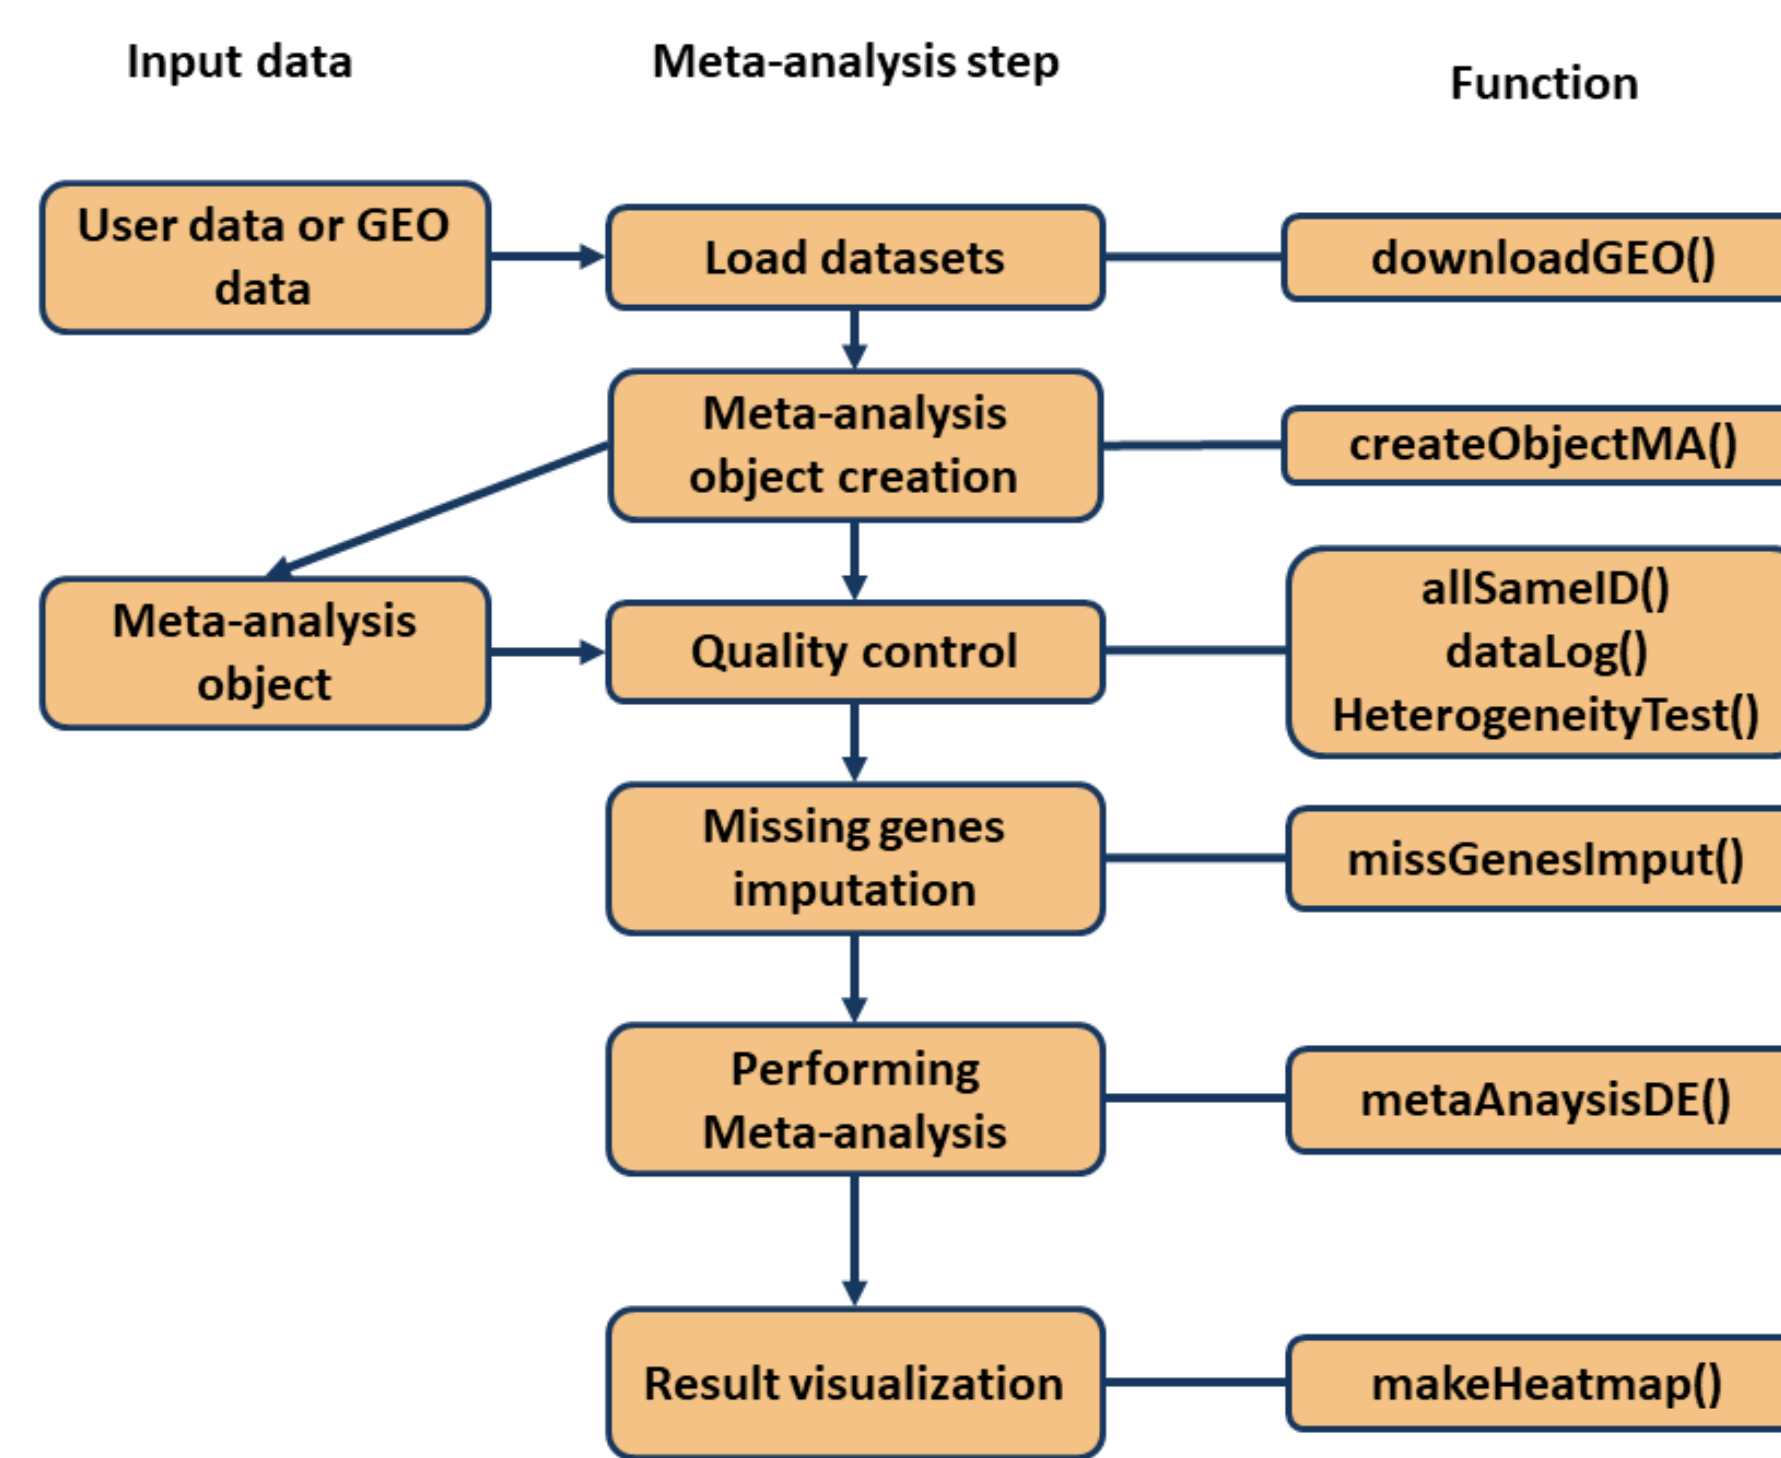 Input data
Meta-analysis step
Function
User data or GEO
data
Load datasets
downloadGEO()
Meta-analysis
object creation
createObjectMA()
Meta-analysis
object
Quality control
allSameID()
dataLog()
HeterogeneityTest()
Missing genes
imputation
missGenesImput()
Performing
Meta-analysis
metaAnaysisDE()
Result visualization
makeHeatmap()